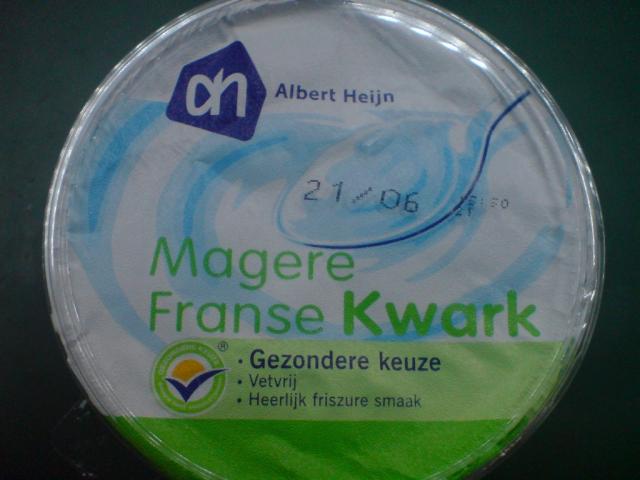 ah Albert Heijn
21 06
Magere
Franse Kwark
• Gezondere keuze
• Vetvrij
• Heerlijk friszure smaak
®